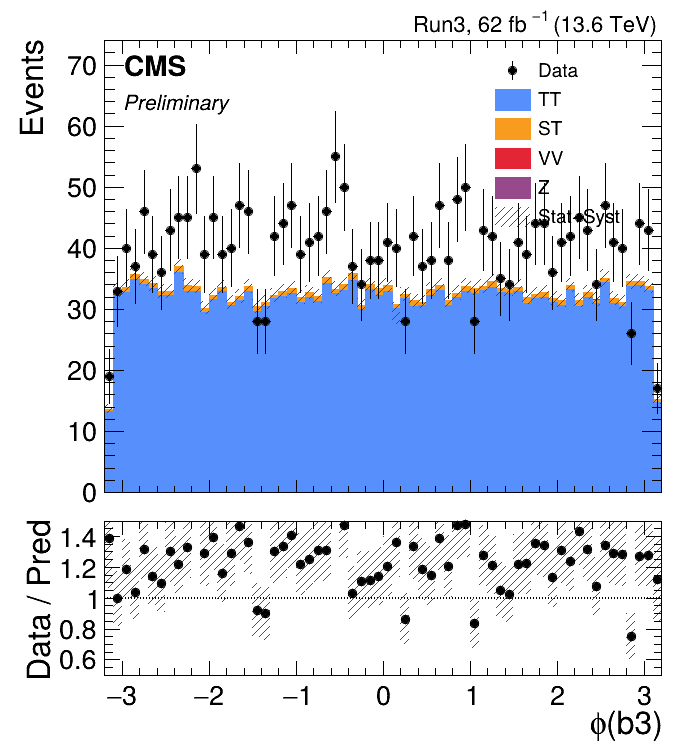 Run3, 62 fb⁻¹ (13.6 TeV)
Events
70
60
50
40
30
20
10
0
CMS
Preliminary
Data
TT
ST
VV
Z
Stat+Syst
Data / Pred
1.4
1.2
1
0.8
0.6
−3 −2 −1 0 1 2 3
ϕ(b3)